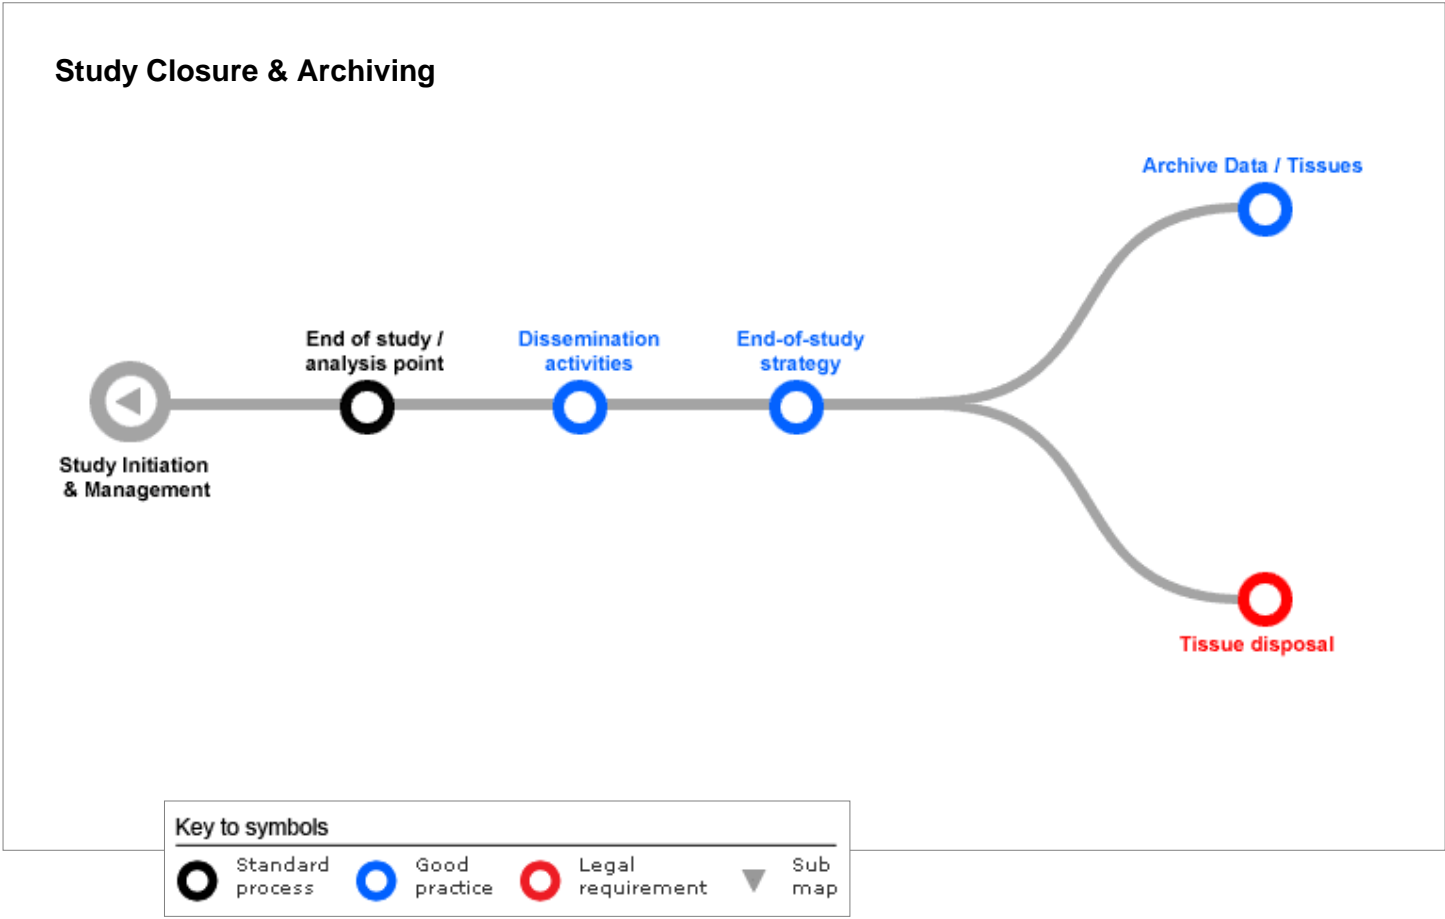 Study Closure & Archiving
Archive Data / Tissues
End of study /
analysis point
Dissemination
activities
End-of-study
strategy
Study Initiation
& Management
Tissue disposal
Key to symbols
Standard
process
Good
practice
Legal
requirement
Sub
map